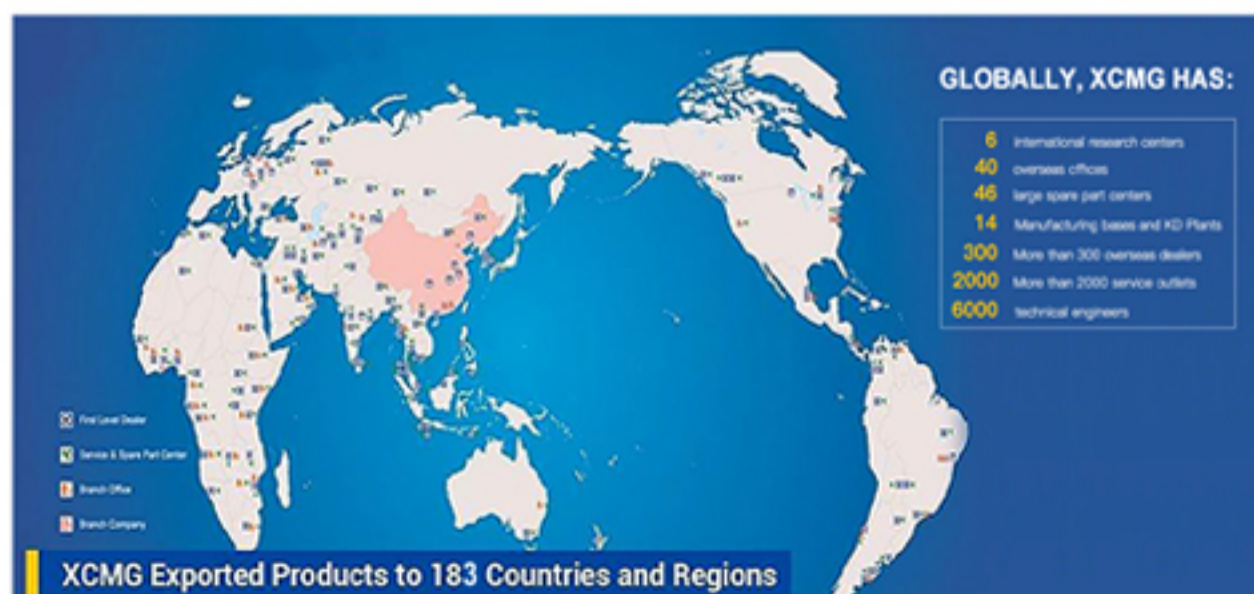 GLOBALLY, XCMG HAS:
6 international research centers
40 overseas offices
46 large spare part centers
14 Manufacturing bases and KD Plants
300 More than 300 overseas dealers
2000 More than 2000 service outlets
6000 technical engineers
First Level Dealer
Service & Spare Part Center
Branch Office
Branch Company
XCMG Exported Products to 183 Countries and Regions